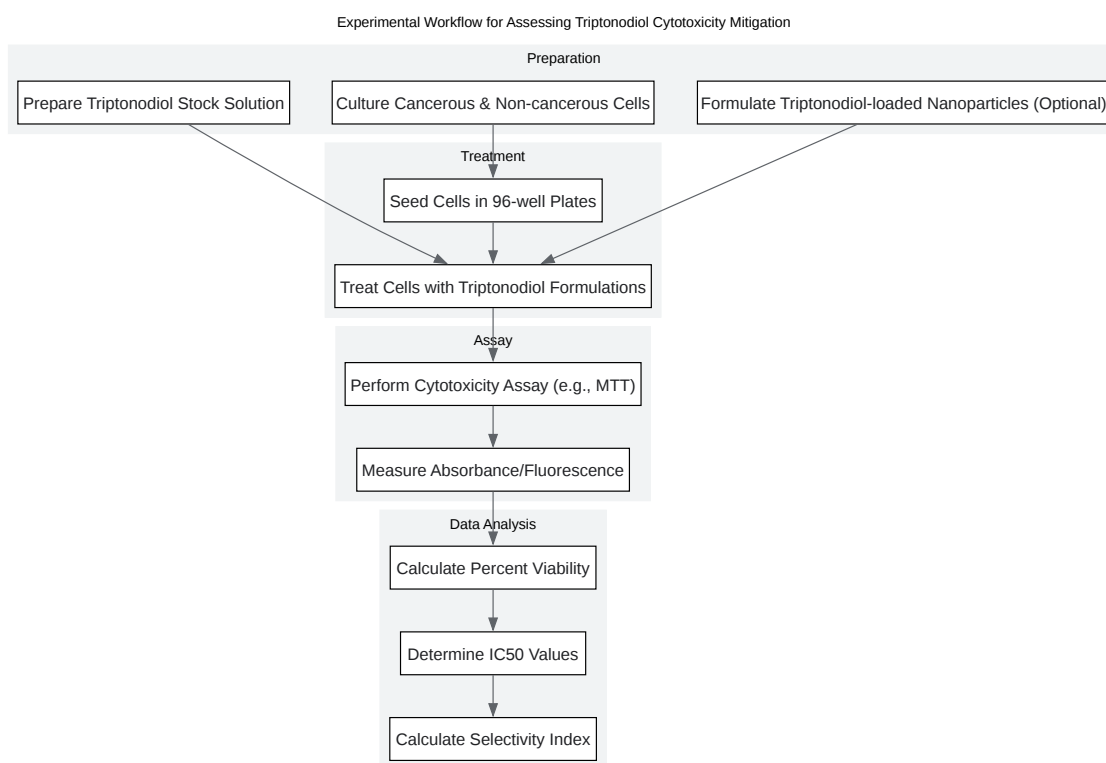 Experimental Workflow for Assessing Triptonodiol Cytotoxicity Mitigation
Preparation
Prepare Triptonodiol Stock Solution
Culture Cancerous & Non-cancerous Cells
Formulate Triptonodiol-loaded Nanoparticles (Optional)
Treatment
Seed Cells in 96-well Plates
Treat Cells with Triptonodiol Formulations
Assay
Perform Cytotoxicity Assay (e.g., MTT)
Measure Absorbance/Fluorescence
Data Analysis
Calculate Percent Viability
Determine IC50 Values
Calculate Selectivity Index